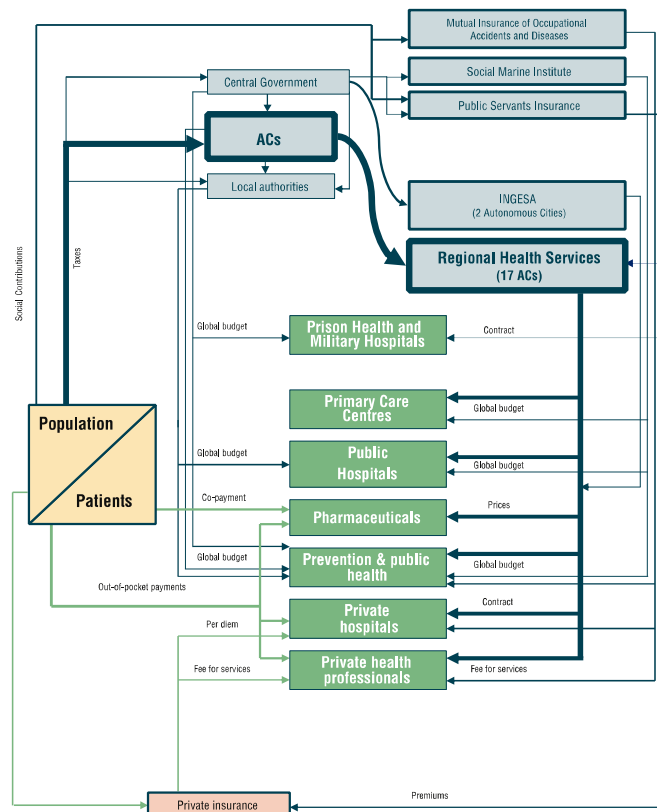 Mutual Insurance of Occupational
Accidents and Diseases
Social Marine Institute
Central Government
Public Servants Insurance
ACs
Local authorities
INGESA
(2 Autonomous Cities)
Social Contributions
Taxes
Regional Health Services
(17 ACs)
Global budget
Prison Health and
Military Hospitals
Contract
Primary Care
Centres
Global budget
Population
Patients
Global budget
Public
Hospitals
Global budget
Co-payment
Pharmaceuticals
Prices
Global budget
Prevention & public
health
Global budget
Out-of-pocket payments
Per diem
Private
hospitals
Contract
Fee for services
Private health
professionals
Fee for services
Private insurance
Premiums